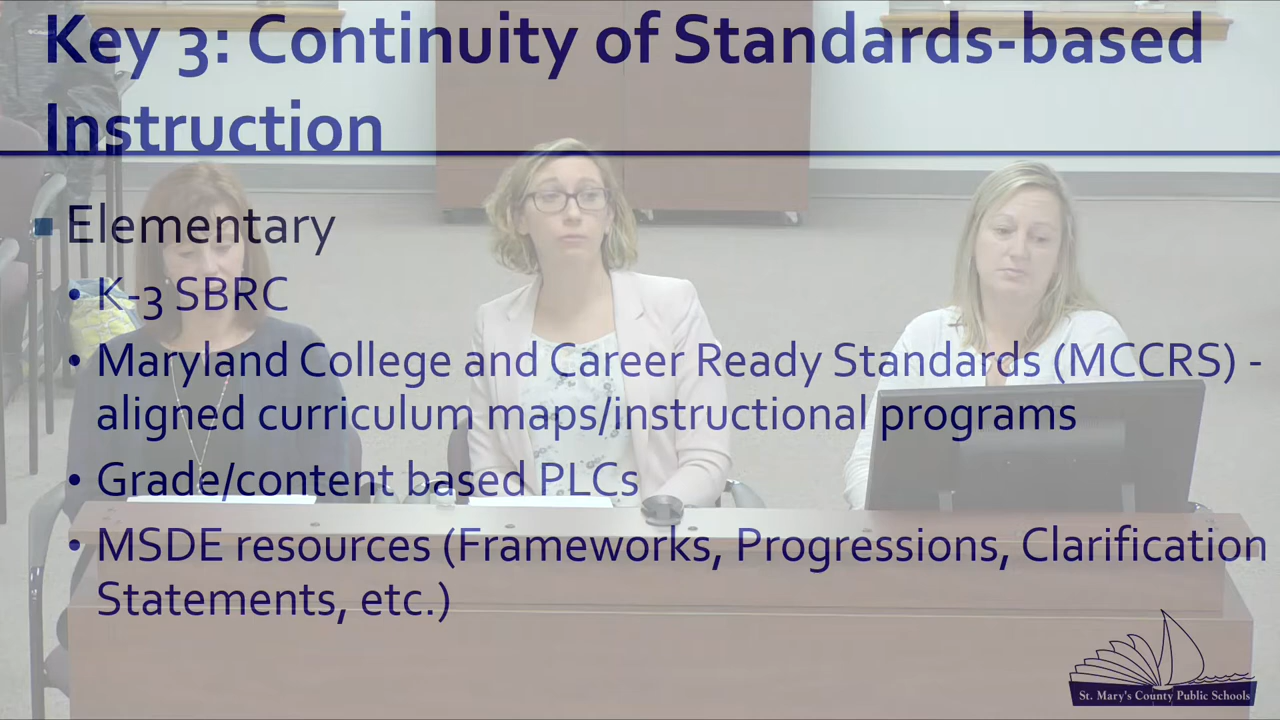 Key 3: Continuity of Standards-based
Instruction
Elementary
• K-3 SBRC
• Maryland College and Career Ready Standards (MCCRS) -
aligned curriculum maps/instructional programs
• Grade/content based PLCs
• MSDE resources (Frameworks, Progressions, Clarification
Statements, etc.)
St. Mary's County Public Schools